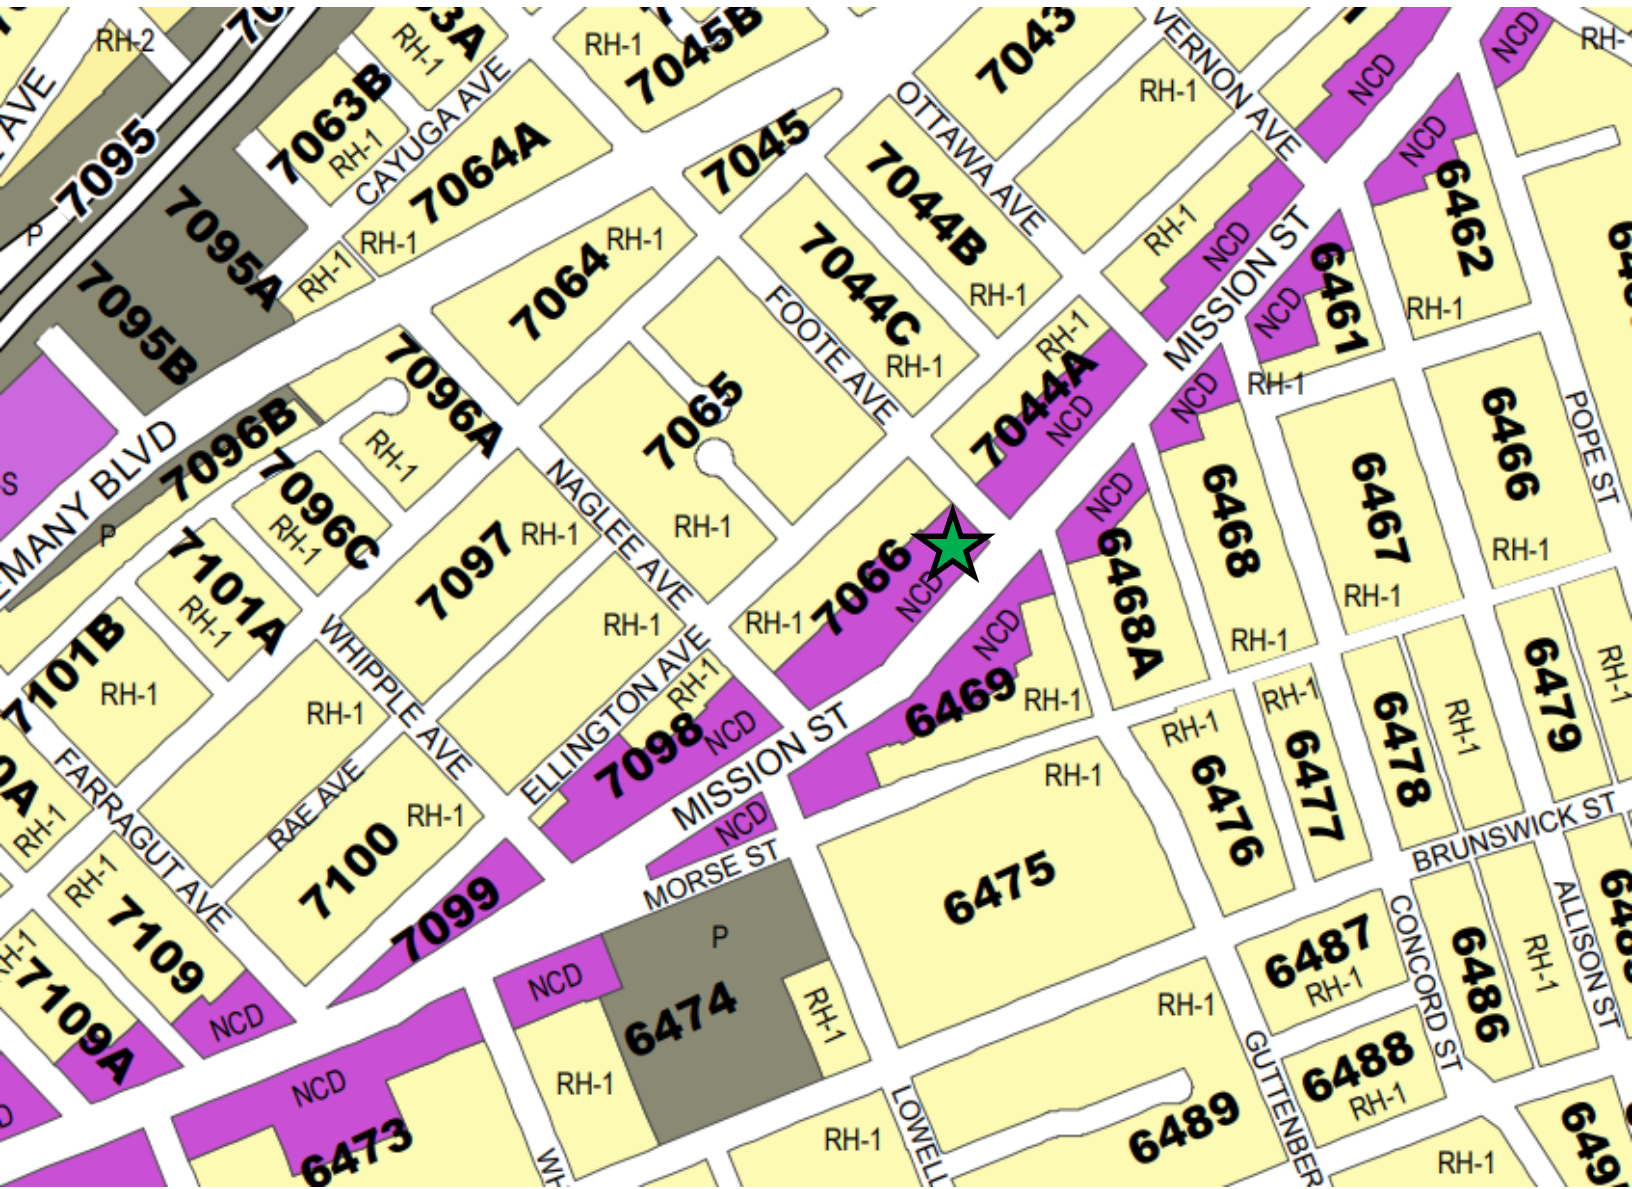 RH-2
RH-1
7045B
7043
VERNON AVE
RH-1
NCD
NCD
7063B
RH-1
CAYUGA AVE
RH-1
OTTAWA AVE
NCD
AVE
7095
P
7095A
7064A
RH-1
7045
7044B
RH-1
RH-1
NCD
6462
RH-1
7095B
RH-1
7064
RH-1
7044C
RH-1
FOOTE AVE
MISSION ST
NCD
6461
RH-1
7096A
RH-1
7065
RH-1
RH-1
7044A
NCD
NCD
6466
RH-1
POPE ST
7096B
P
7096C
RH-1
7097
RH-1
NAGLEE AVE
7066
NCD
RH-1
NCD
6468A
6468
RH-1
6467
RH-1
7101A
RH-1
7101B
RH-1
WHIPPLE AVE
RH-1
RH-1
ELLINGTON AVE
RH-1
7098
NCD
MISSION ST
NCD
6469
RH-1
RH-1
6476
RH-1
6477
6478
RH-1
6479
RH-1
FARRAGUT AVE
RH-1
RAE AVE
RH-1
7100
7099
NCD
MORSE ST
RH-1
6475
BRUNSWICK ST
RH-1
7109
NCD
7109A
NCD
P
6474
RH-1
RH-1
6487
RH-1
CONCORD ST
6486
RH-1
ALLISON ST
NCD
6473
RH-1
RH-1
LOWELL
6489
6488
RH-1
RH-1